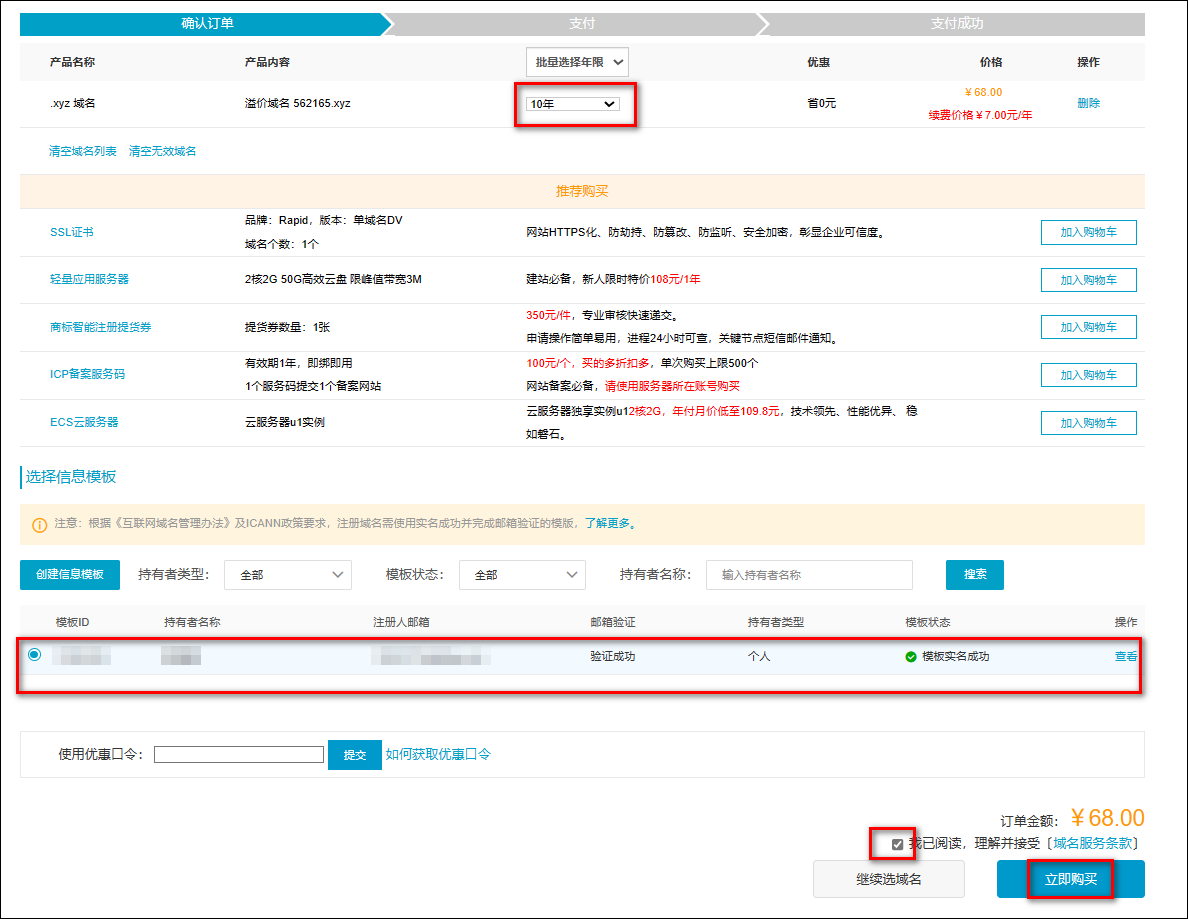 确认订单 支付 支付成功
产品名称 产品内容 批量选择年限 优惠 价格 操作
.xyz 域名 溢价域名 562165.xyz 10年 省0元 ￥68.00 删除
续费价格￥7.00元/年
清空域名列表 清空无效域名
推荐购买
SSL证书 品牌：Rapid，版本：单域名DV 网站HTTPS化、防劫持、防篡改、防监听、安全加密，彰显企业可信度。 加入购物车
域名个数：1个
轻量应用服务器 2核2G 50G高效云盘 限峰值带宽3M 建站必备，新人限时特价108元/1年 加入购物车
商标智能注册提货券 提货券数量：1张 350元/件，专业审核快速递交。 加入购物车
申请操作简单易用，进程24小时可查，关键节点短信邮件通知。
ICP备案服务码 有效期1年，即绑即用 100元/个，买的多折扣多，单次购买上限500个 加入购物车
1个服务码提交1个备案网站 网站备案必备，请使用服务器所在账号购买
ECS云服务器 云服务器u1实例 云服务器独享实例u12核2G，年付月价低至109.8元，技术领先、性能优异、 稳 加入购物车
如磐石。
选择信息模板
注意：根据《互联网域名管理办法》及ICANN政策要求，注册域名需使用实名成功并完成邮箱验证的模版，了解更多。
创建信息模板 持有者类型： 全部 模板状态： 全部 持有者名称： 输入持有者名称 搜索
模板ID 持有者名称 注册人邮箱 邮箱验证 持有者类型 模板状态 操作
验证成功 个人 模板实名成功 查看
使用优惠口令： 提交 如何获取优惠口令
订单金额： ￥68.00
我已阅读，理解并接受〔域名服务条款〕
继续选域名 立即购买